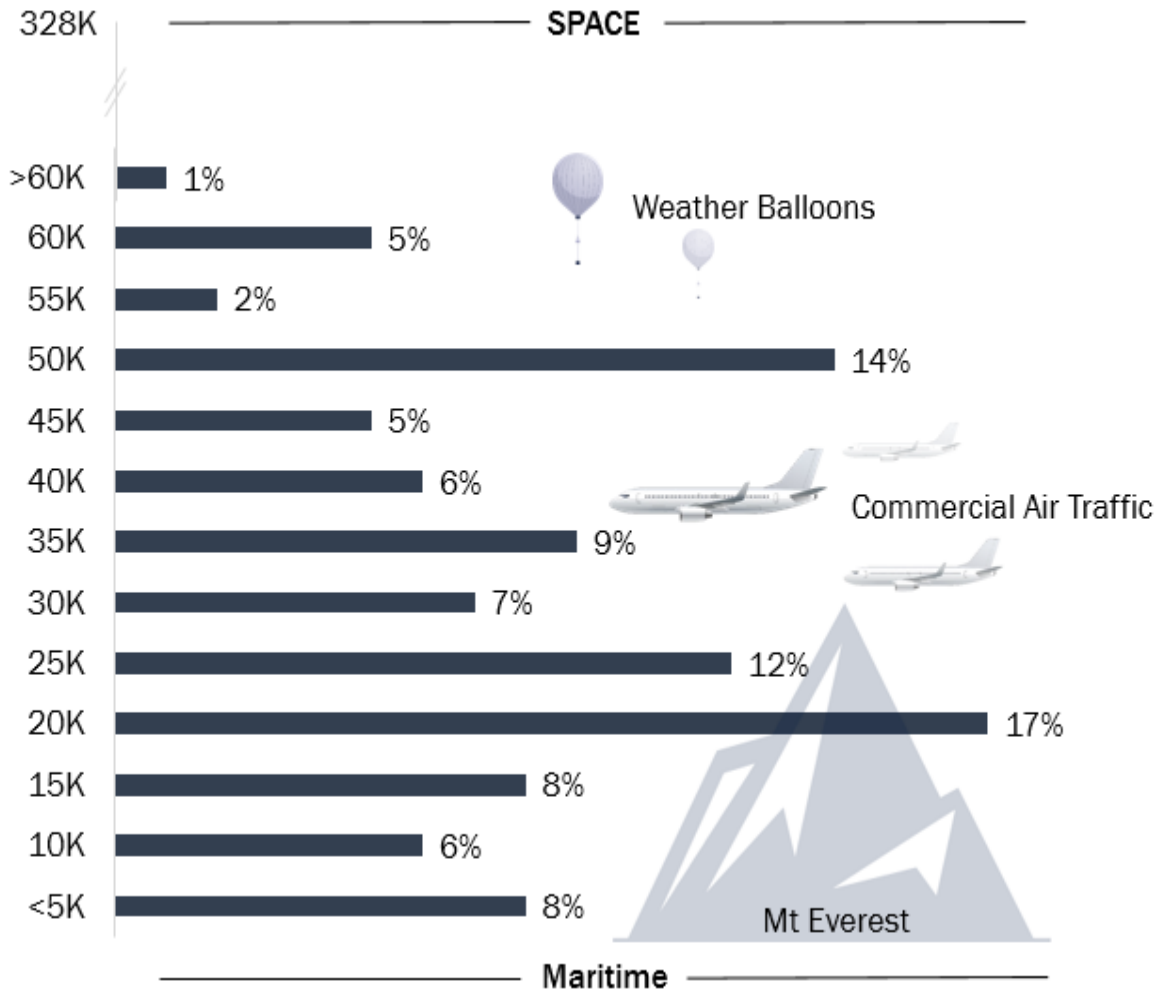 328K SPACE
>60K 1%
Weather Balloons
60K 5%
55K 2%
50K 14%
45K 5%
40K 6%
Commercial Air Traffic
35K 9%
30K 7%
25K 12%
20K 17%
15K 8%
10K 6%
<5K 8%
Mt Everest
Maritime